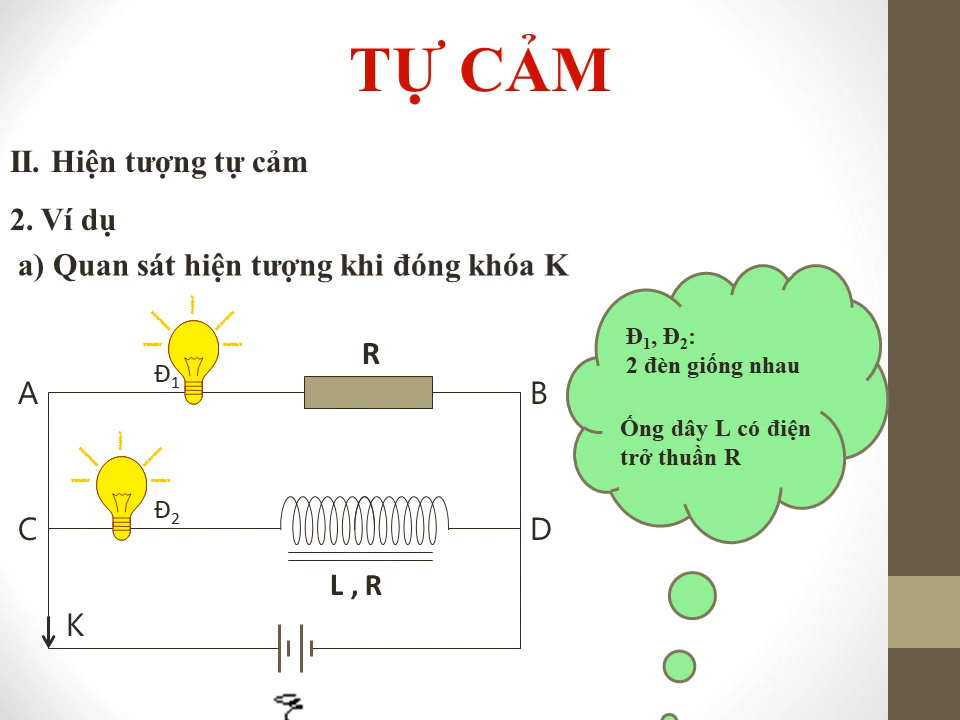 TỰ CẢM
II. Hiện tượng tự cảm
2. Ví dụ
a) Quan sát hiện tượng khi đóng khóa K
Đ1, Đ2:
2 đèn giống nhau
Ống dây L có điện
trở thuần R
R
Đ1
A
B
Đ2
C
D
L , R
K